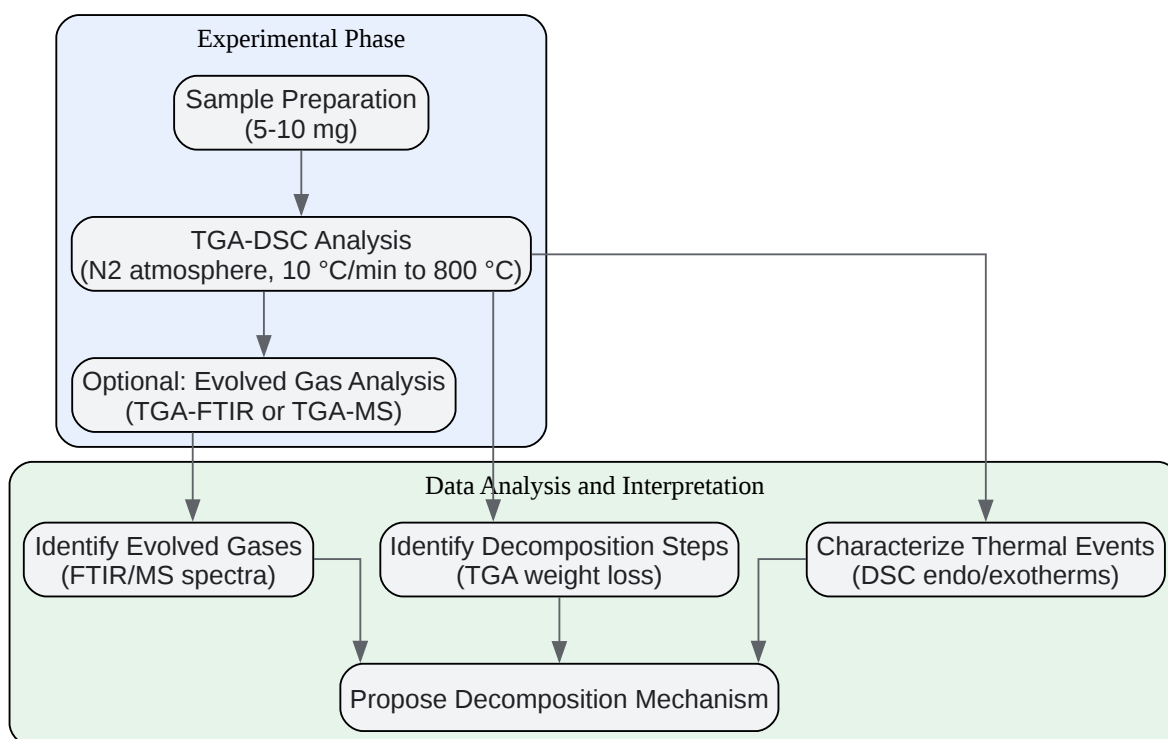 Experimental Phase
Sample Preparation
(5-10 mg)
TGA-DSC Analysis
(N2 atmosphere, 10 °C/min to 800 °C)
Optional: Evolved Gas Analysis
(TGA-FTIR or TGA-MS)
Data Analysis and Interpretation
Identify Evolved Gases
(FTIR/MS spectra)
Identify Decomposition Steps
(TGA weight loss)
Characterize Thermal Events
(DSC endo/exotherms)
Propose Decomposition Mechanism